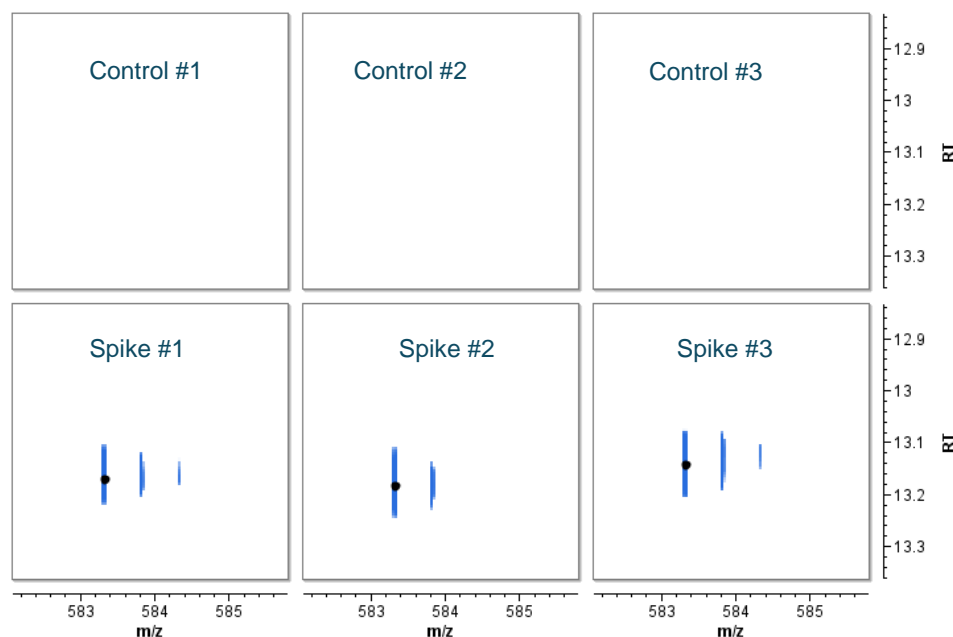 Control #1
Control #2
Control #3
12.9
13
13.1
13.2
13.3
RT
Spike #1
Spike #2
Spike #3
12.9
13
13.1
13.2
13.3
RT
583 584 585
m/z
583 584 585
m/z
583 584 585
m/z